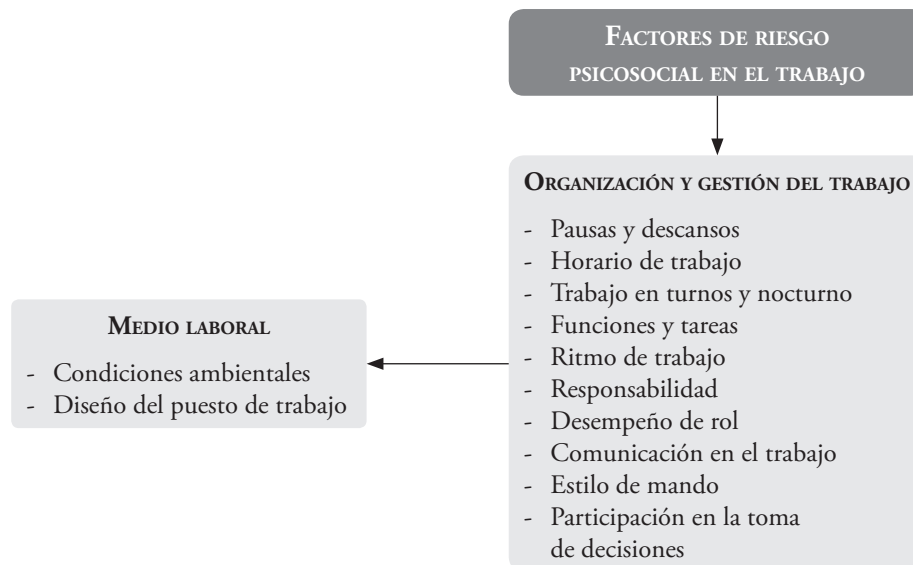 FACTORES DE RIESGO
PSICOSOCIAL EN EL TRABAJO
ORGANIZACIÓN Y GESTIÓN DEL TRABAJO
- Pausas y descansos
- Horario de trabajo
- Trabajo en turnos y nocturno
- Funciones y tareas
- Ritmo de trabajo
- Responsabilidad
- Desempeño de rol
- Comunicación en el trabajo
- Estilo de mando
- Participación en la toma
de decisiones
MEDIO LABORAL
- Condiciones ambientales
- Diseño del puesto de trabajo